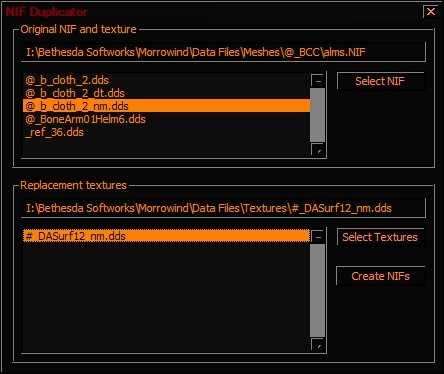 NIF Duplicator
Original NIF and texture
I:\Bethesda Softworks\Morrowind\Data Files\Meshes\@_BCC\alms.NIF
@_b_cloth_2.dds
@_b_cloth_2_dt.dds
@_b_cloth_2_nm.dds
@_BoneArm01Helm6.dds
_ref_36.dds
Select NIF
Replacement textures
I:\Bethesda Softworks\Morrowind\Data Files\Textures\#_DASurf12_nm.dds
#_DASurf12_nm.dds
Select Textures
Create NIFs